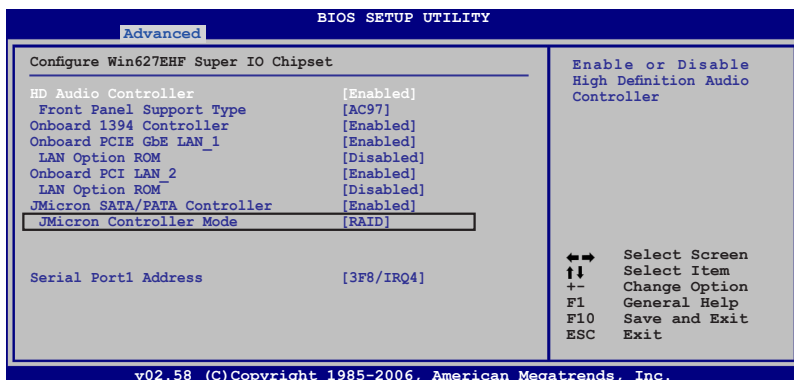 BIOS SETUP UTILITY
Advanced
Configure Win627EHF Super IO Chipset
HD Audio Controller [Enabled]
Front Panel Support Type [AC97]
Onboard 1394 Controller [Enabled]
Onboard PCIE GbE LAN_1 [Enabled]
LAN Option ROM [Disabled]
Onboard PCI LAN_2 [Enabled]
LAN Option ROM [Disabled]
JMicron SATA/PATA Controller [Enabled]
JMicron Controller Mode [RAID]
Serial Port1 Address [3F8/IRQ4]
Enable or Disable
High Definition Audio
Controller
←→ Select Screen
↑↓ Select Item
+- Change Option
F1 General Help
F10 Save and Exit
ESC Exit
v02.58 (C)Copyright 1985-2006, American Megatrends, Inc.